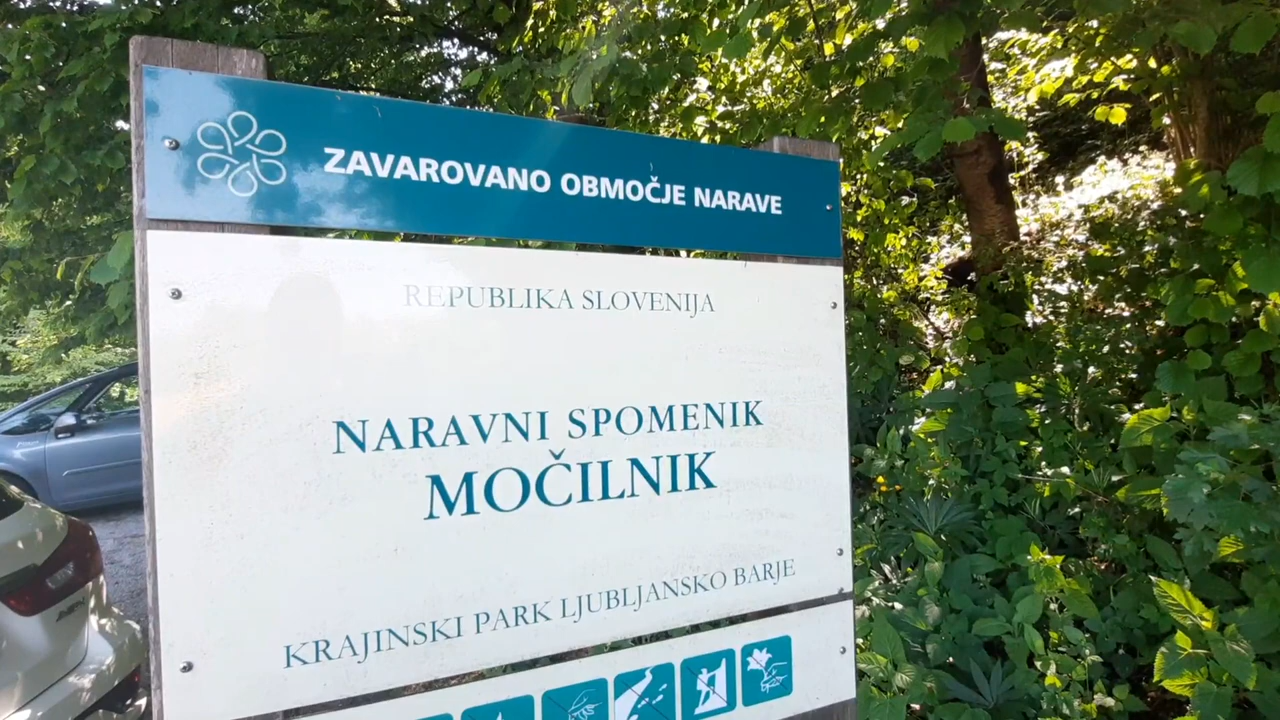 ZAVAROVANO OBMOČJE NARAVE
REPUBLIKA SLOVENIJA
NARAVNI SPOMENIK
MOČILNIK
KRAJINSKI PARK LJUBLJANSKO BARJE